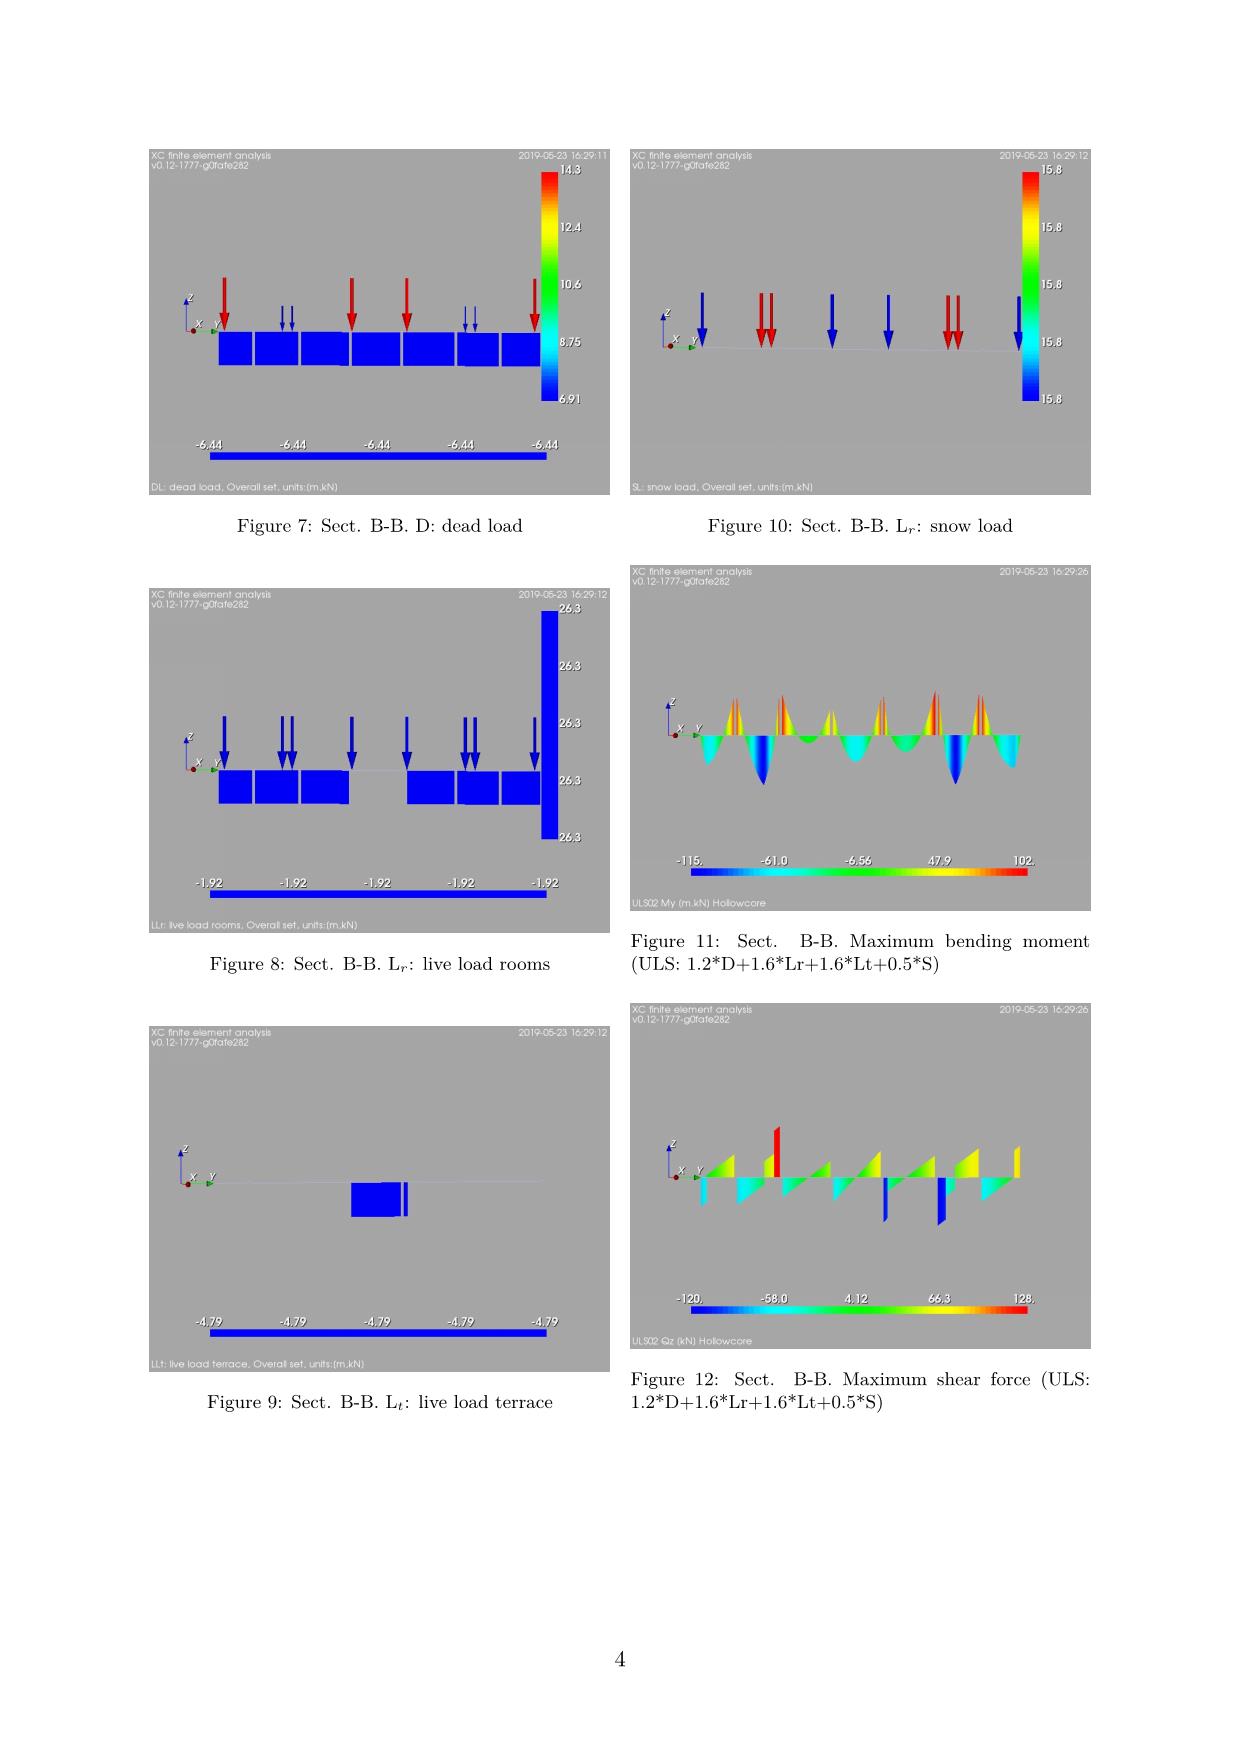 XC finite element analysis
v0.12-1777-g0fafe282
2019-05-23 16:29:11
14.3
12.4
10.6
8.75
6.91
Z
X Y
-6.44 -6.44 -6.44 -6.44 -6.44
DL: dead load, Overall set, units:[m,kN]
Figure 7: Sect. B-B. D: dead load
XC finite element analysis
v0.12-1777-g0fafe282
2019-05-23 16:29:12
26.3
26.3
26.3
26.3
26.3
Z
X Y
-1.92 -1.92 -1.92 -1.92 -1.92
LLr: live load rooms, Overall set, units:[m,kN]
Figure 8: Sect. B-B. Lr: live load rooms
XC finite element analysis
v0.12-1777-g0fafe282
2019-05-23 16:29:12
Z
X Y
-4.79 -4.79 -4.79 -4.79 -4.79
LLt: live load terrace, Overall set, units:[m,kN]
Figure 9: Sect. B-B. Lt: live load terrace
XC finite element analysis
v0.12-1777-g0fafe282
2019-05-23 16:29:12
15.8
15.8
15.8
15.8
15.8
Z
X Y
SL: snow load, Overall set, units:[m,kN]
Figure 10: Sect. B-B. Lr: snow load
XC finite element analysis
v0.12-1777-g0fafe282
2019-05-23 16:29:26
Z
X Y
-115. -61.0 -6.56 47.9 102.
ULS02 My [m.kN] Hollowcore
Figure 11: Sect. B-B. Maximum bending moment
(ULS: 1.2*D+1.6*Lr+1.6*Lt+0.5*S)
XC finite element analysis
v0.12-1777-g0fafe282
2019-05-23 16:29:26
Z
X Y
-120. -58.0 4.12 66.3 128.
ULS02 Qz [kN] Hollowcore
Figure 12: Sect. B-B. Maximum shear force (ULS:
1.2*D+1.6*Lr+1.6*Lt+0.5*S)
4